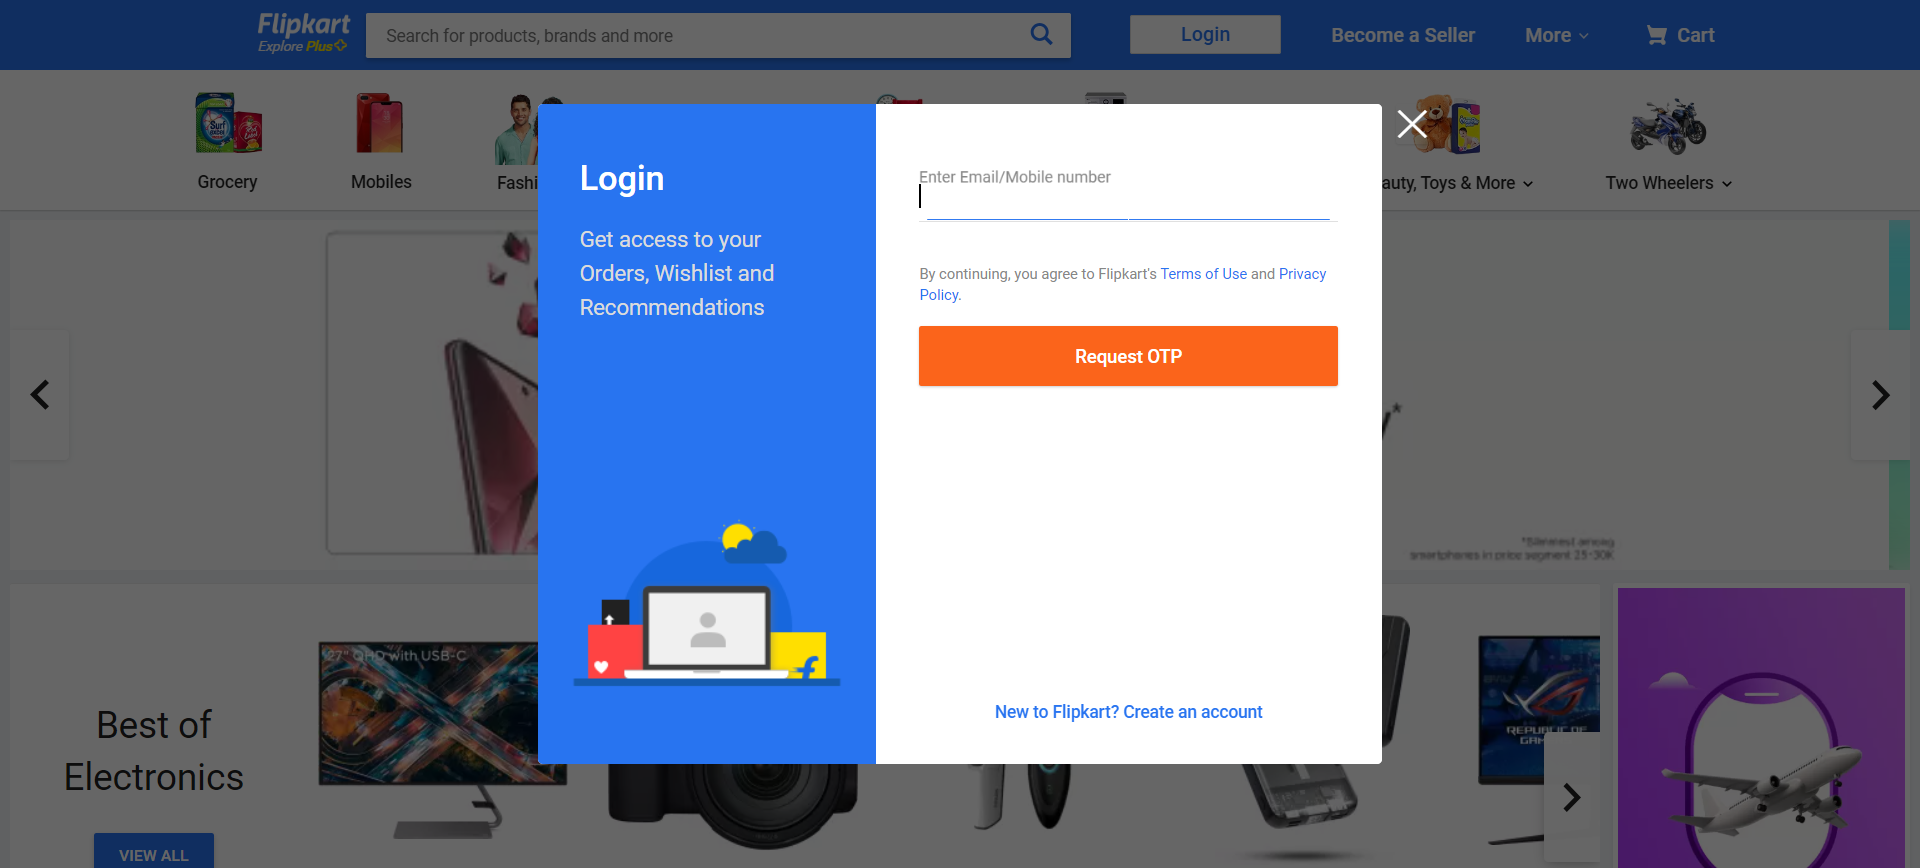 Flipkart
Explore Plus
Search for products, brands and more
Login
Become a Seller
More
Cart
Surf
Grocery
Mobiles
Fashi
auty, Toys & More
Two Wheelers
Login
Get access to your
Orders, Wishlist and
Recommendations
Enter Email/Mobile number
By continuing, you agree to Flipkart's Terms of Use and Privacy
Policy.
Request OTP
New to Flipkart? Create an account
*Slimmest among
smartphones in price segment 25-30K
Best of
Electronics
VIEW ALL
27" QHD with USB-C
REPUBLIC OF